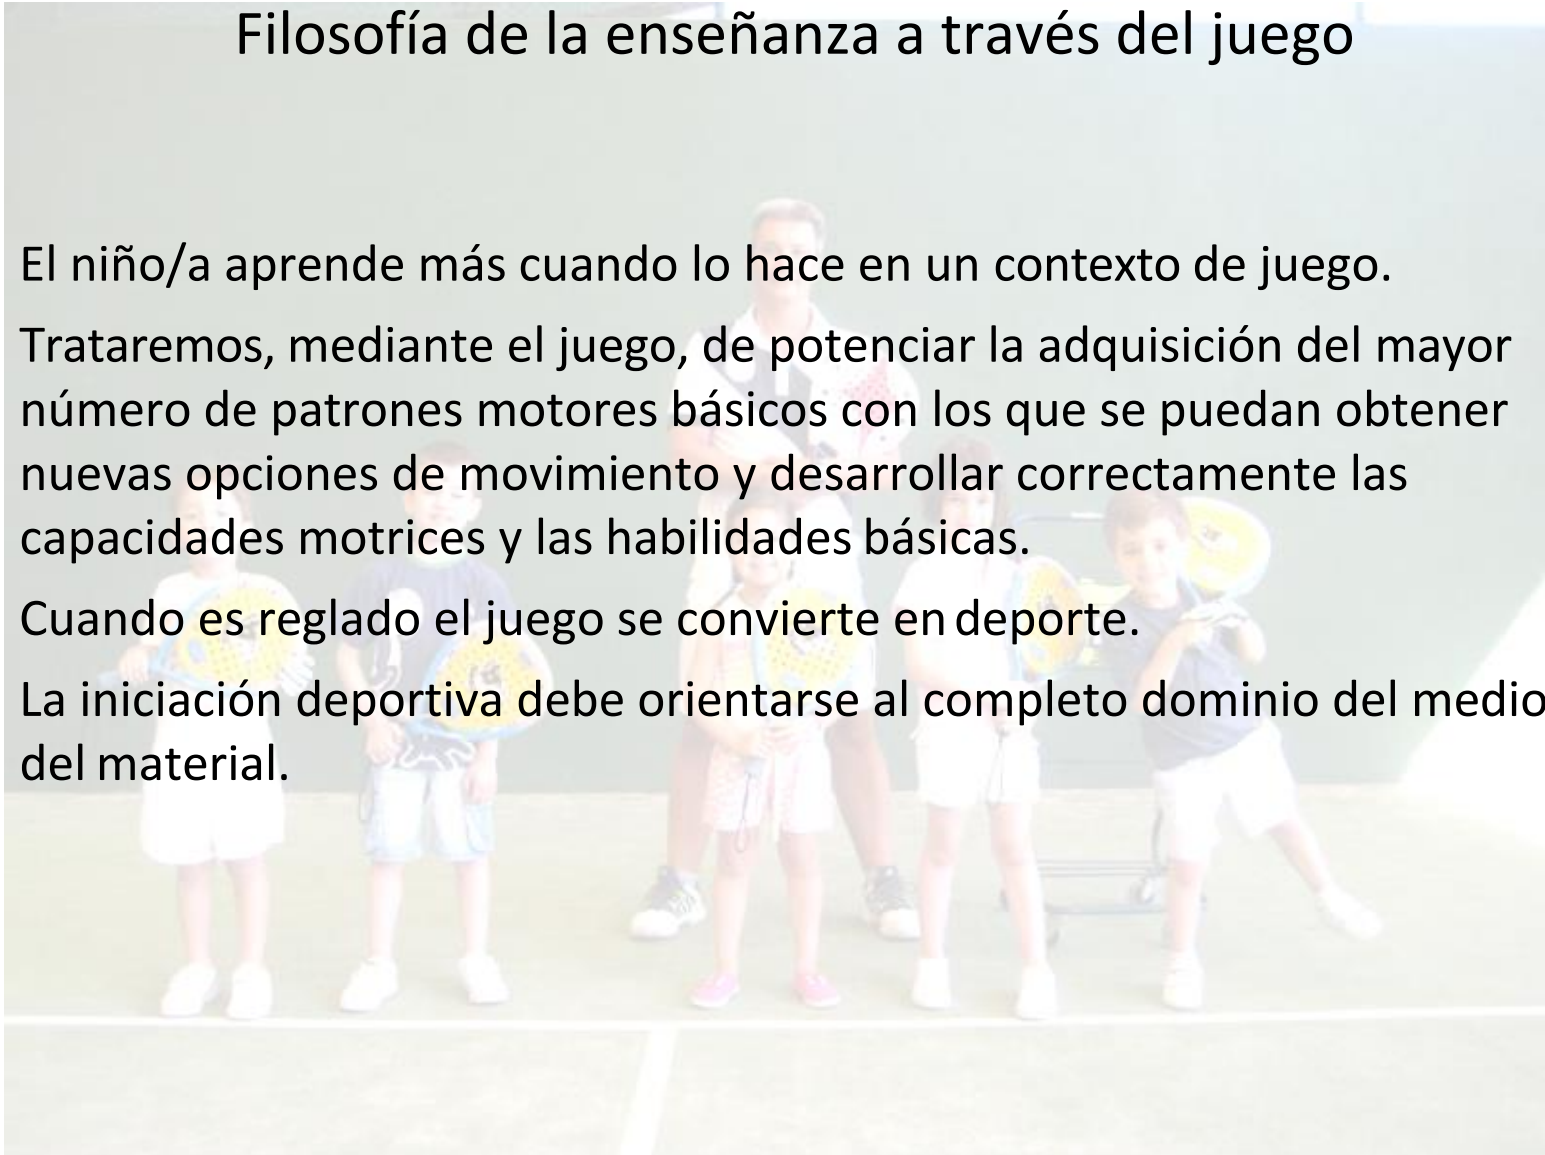 Filosofía de la enseñanza a través del juego
El niño/a aprende más cuando lo hace en un contexto de juego.
Trataremos, mediante el juego, de potenciar la adquisición del mayor
número de patrones motores básicos con los que se puedan obtener
nuevas opciones de movimiento y desarrollar correctamente las
capacidades motrices y las habilidades básicas.
Cuando es reglado el juego se convierte en deporte.
La iniciación deportiva debe orientarse al completo dominio del medio
del material.